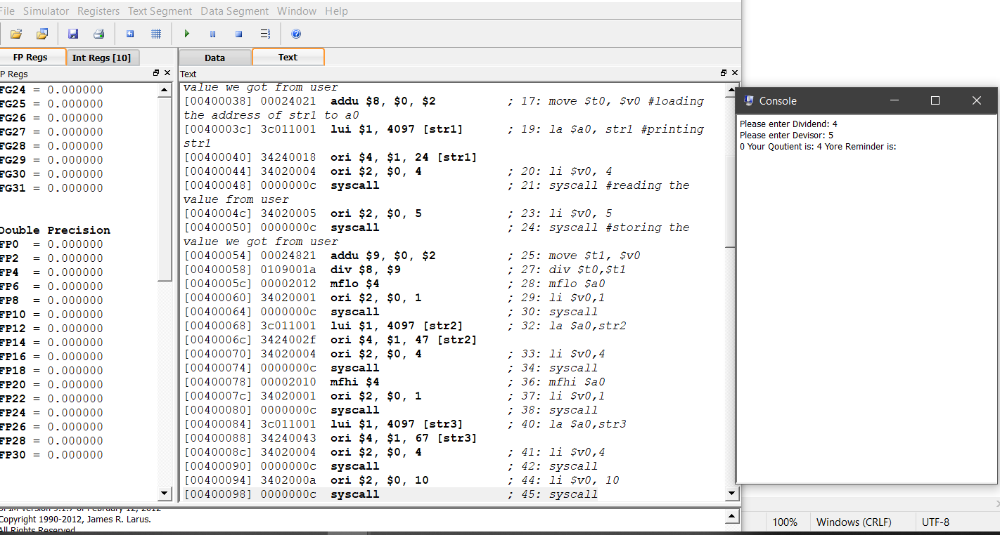 File Simulator Registers Text Segment Data Segment Window Help
FP Regs Int Regs [10]
P Regs
FG24 = 0.000000
FG25 = 0.000000
FG26 = 0.000000
FG27 = 0.000000
FG28 = 0.000000
FG29 = 0.000000
FG30 = 0.000000
FG31 = 0.000000
Double Precision
FP0 = 0.000000
FP2 = 0.000000
FP4 = 0.000000
FP6 = 0.000000
FP8 = 0.000000
FP10 = 0.000000
FP12 = 0.000000
FP14 = 0.000000
FP16 = 0.000000
FP18 = 0.000000
FP20 = 0.000000
FP22 = 0.000000
FP24 = 0.000000
FP26 = 0.000000
FP28 = 0.000000
FP30 = 0.000000
Data Text
Text
value we got from user
[00400038] 00024021 addu $8, $0, $2 ; 17: move $t0, $v0 #loading
the address of str1 to a0
[0040003c] 3c011001 lui $1, 4097 [str1] ; 19: la $a0, str1 #printing
str1
[00400040] 34240018 ori $4, $1, 24 [str1]
[00400044] 34020004 ori $2, $0, 4 ; 20: li $v0, 4
[00400048] 0000000c syscall ; 21: syscall #reading the
value from user
[0040004c] 34020005 ori $2, $0, 5 ; 23: li $v0, 5
[00400050] 0000000c syscall ; 24: syscall #storing the
value we got from user
[00400054] 00024821 addu $9, $0, $2 ; 25: move $t1, $v0
[00400058] 0109001a div $8, $9 ; 27: div $t0,$t1
[0040005c] 00002012 mflo $4 ; 28: mflo $a0
[00400060] 34020001 ori $2, $0, 1 ; 29: li $v0,1
[00400064] 0000000c syscall ; 30: syscall
[00400068] 3c011001 lui $1, 4097 [str2] ; 32: la $a0,str2
[0040006c] 3424002f ori $4, $1, 47 [str2]
[00400070] 34020004 ori $2, $0, 4 ; 33: li $v0,4
[00400074] 0000000c syscall ; 34: syscall
[00400078] 00002010 mfhi $4 ; 36: mfhi $a0
[0040007c] 34020001 ori $2, $0, 1 ; 37: li $v0,1
[00400080] 0000000c syscall ; 38: syscall
[00400084] 3c011001 lui $1, 4097 [str3] ; 40: la $a0,str3
[00400088] 34240043 ori $4, $1, 67 [str3]
[0040008c] 34020004 ori $2, $0, 4 ; 41: li $v0,4
[00400090] 0000000c syscall ; 42: syscall
[00400094] 3402000a ori $2, $0, 10 ; 44: li $v0, 10
[00400098] 0000000c syscall ; 45: syscall
Console
Please enter Dividend: 4
Please enter Devisor: 5
0 Your Qoutient is: 4 Yore Reminder is:
Copyright 1990-2012, James R. Larus.
All Rights Reserved
100% Windows (CRLF) UTF-8